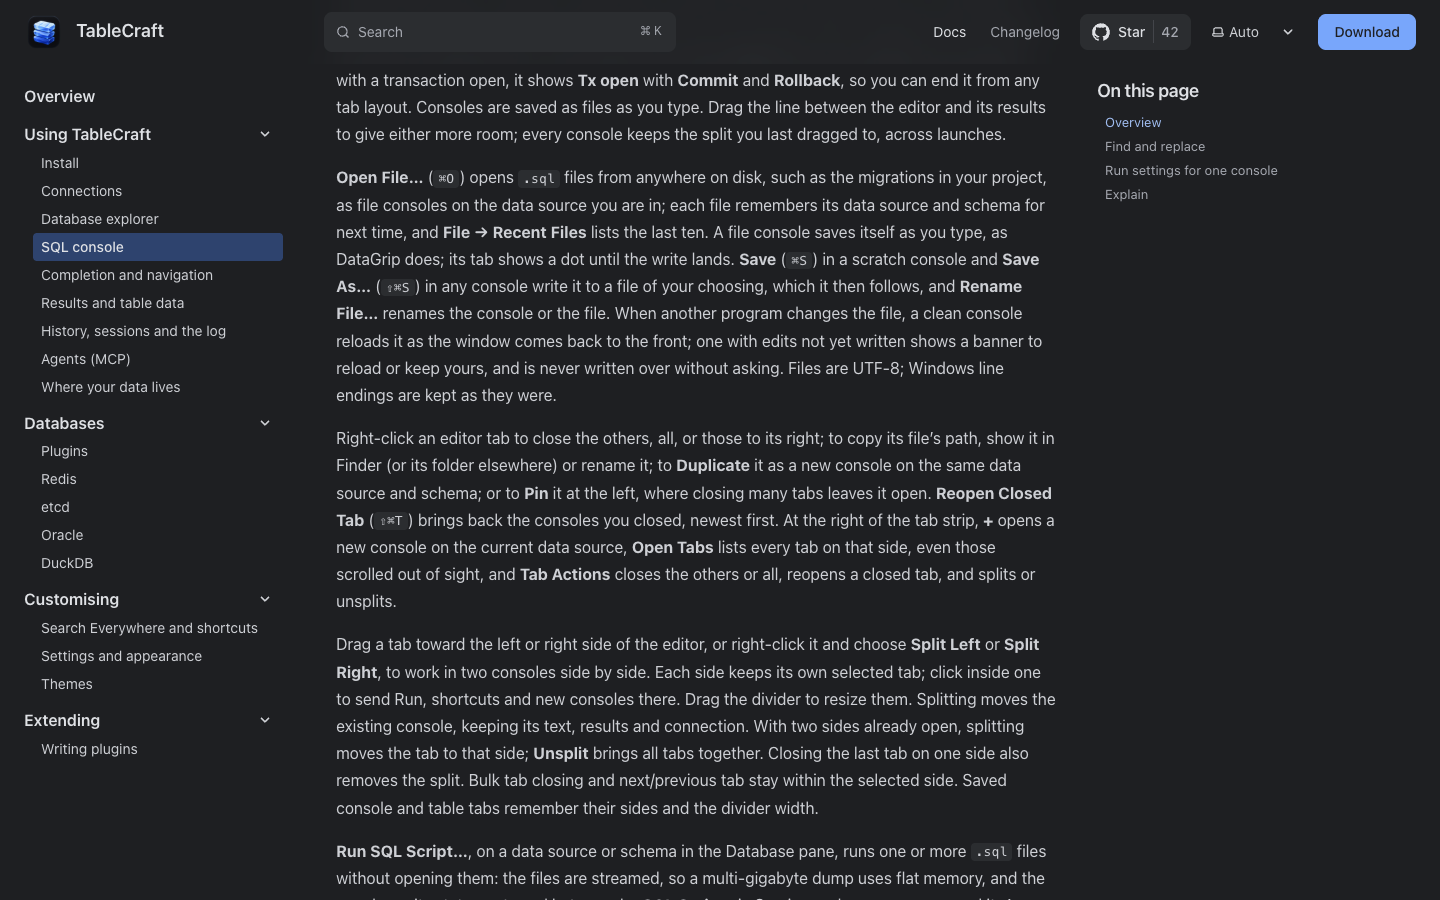 TableCraft
Search
⌘ K
Docs
Changelog
Star
42
Auto
Download
Overview
Using TableCraft
Install
Connections
Database explorer
SQL console
Completion and navigation
Results and table data
History, sessions and the log
Agents (MCP)
Where your data lives
Databases
Plugins
Redis
etcd
Oracle
DuckDB
Customising
Search Everywhere and shortcuts
Settings and appearance
Themes
Extending
Writing plugins
with a transaction open, it shows Tx open with Commit and Rollback, so you can end it from any
tab layout. Consoles are saved as files as you type. Drag the line between the editor and its results
to give either more room; every console keeps the split you last dragged to, across launches.
Open File… (⌘O) opens .sql files from anywhere on disk, such as the migrations in your project,
as file consoles on the data source you are in; each file remembers its data source and schema for
next time, and File → Recent Files lists the last ten. A file console saves itself as you type, as
DataGrip does; its tab shows a dot until the write lands. Save (⌘S) in a scratch console and Save
As… (⇧⌘S) in any console write it to a file of your choosing, which it then follows, and Rename
File… renames the console or the file. When another program changes the file, a clean console
reloads it as the window comes back to the front; one with edits not yet written shows a banner to
reload or keep yours, and is never written over without asking. Files are UTF-8; Windows line
endings are kept as they were.
Right-click an editor tab to close the others, all, or those to its right; to copy its file's path, show it in
Finder (or its folder elsewhere) or rename it; to Duplicate it as a new console on the same data
source and schema; or to Pin it at the left, where closing many tabs leaves it open. Reopen Closed
Tab (⇧⌘T) brings back the consoles you closed, newest first. At the right of the tab strip, + opens a
new console on the current data source, Open Tabs lists every tab on that side, even those
scrolled out of sight, and Tab Actions closes the others or all, reopens a closed tab, and splits or
unsplits.
Drag a tab toward the left or right side of the editor, or right-click it and choose Split Left or Split
Right, to work in two consoles side by side. Each side keeps its own selected tab; click inside one
to send Run, shortcuts and new consoles there. Drag the divider to resize them. Splitting moves the
existing console, keeping its text, results and connection. With two sides already open, splitting
moves the tab to that side; Unsplit brings all tabs together. Closing the last tab on one side also
removes the split. Bulk tab closing and next/previous tab stay within the selected side. Saved
console and table tabs remember their sides and the divider width.
Run SQL Script…, on a data source or schema in the Database pane, runs one or more .sql files
without opening them: the files are streamed, so a multi-gigabyte dump uses flat memory, and the
On this page
Overview
Find and replace
Run settings for one console
Explain